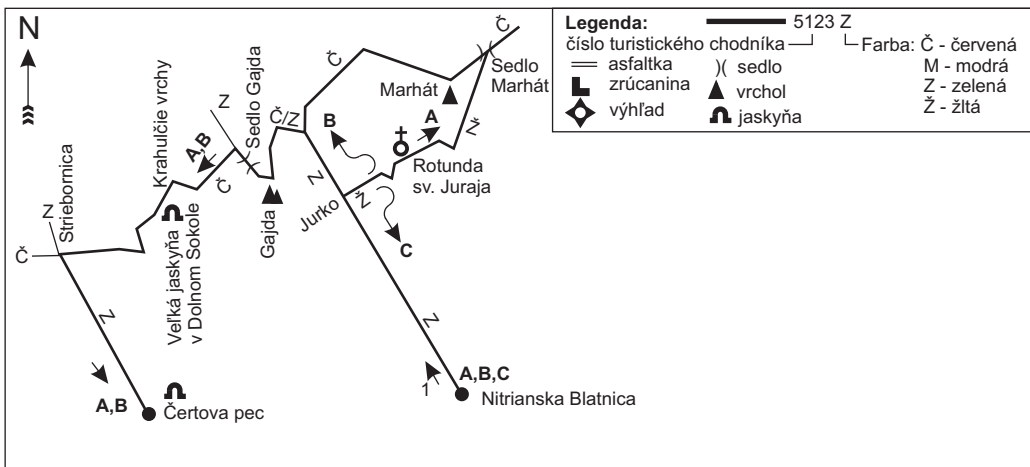 N
Legenda:
5123 Z
číslo turistického chodníka
Farba: Č - červená
M - modrá
Z - zelená
Ž - žltá
asfaltka
zrúcanina
výhľad
)( sedlo
vrchol
jaskyňa
Č
Sedlo
Marhát
Č
Marhát
A
Ž
B
Rotunda
sv. Juraja
Č/Z
Sedlo Gajda
Z
Krahulčie vrchy
A,B
Č
Z
Gajda
Jurko
Ž
C
Striebornica
Z
Č
Veľká jaskyňa
v Dolnom Sokole
Z
Z
A,B
Čertova pec
1
A,B,C
Nitrianska Blatnica